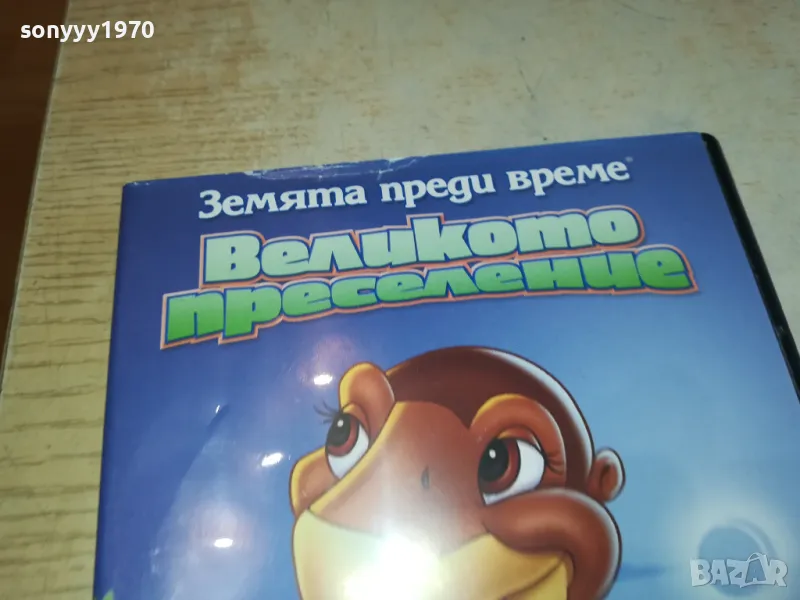 sonyyy1970
Земята преди време®
Великото
преселение
BAZAR